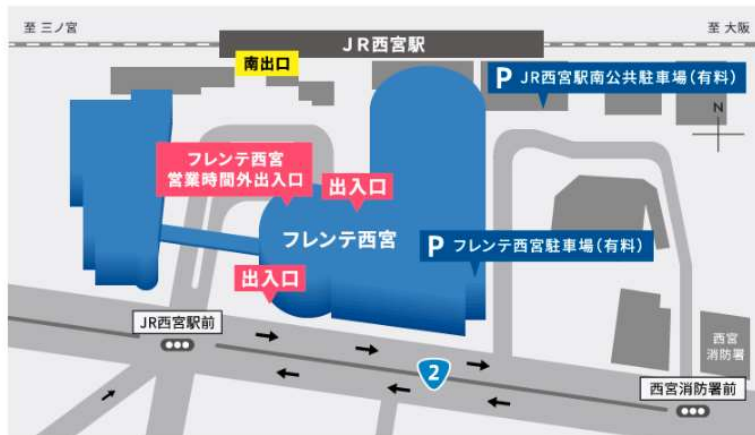 至 三ノ宮
至 大阪
JR西宮駅
南出口
P JR西宮駅南公共駐車場(有料)
N
フレンテ西宮
営業時間外出入口
出入口
フレンテ西宮
P フレンテ西宮駐車場(有料)
出入口
JR西宮駅前
西宮
消防署
2
西宮消防署前